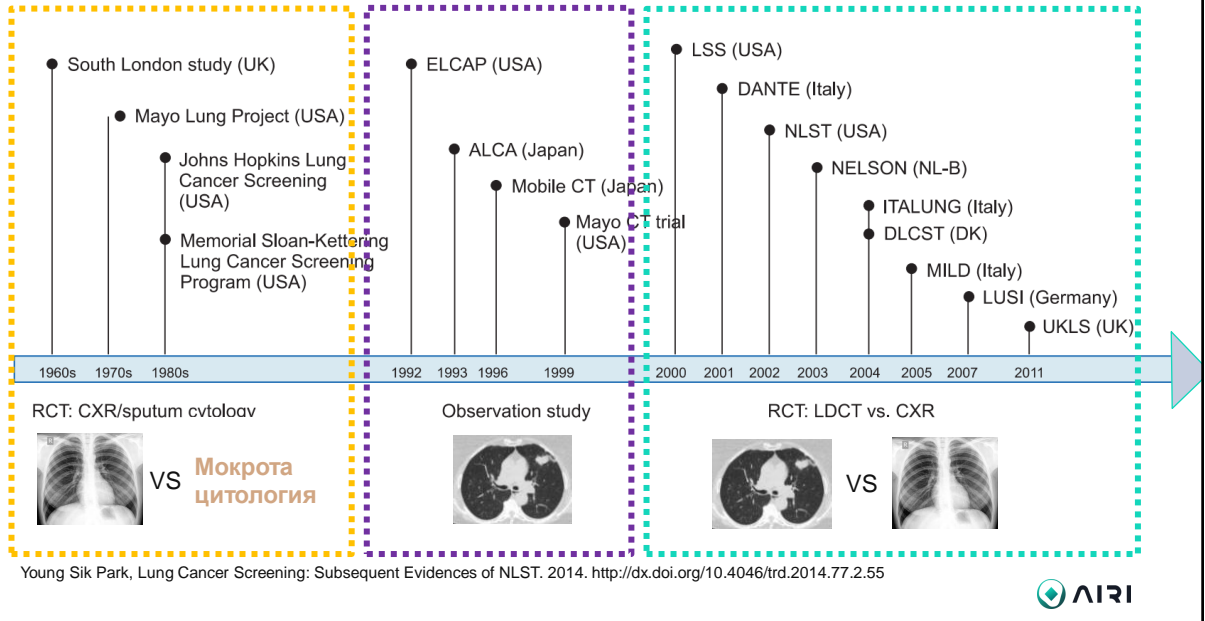 South London study (UK)
Mayo Lung Project (USA)
Johns Hopkins Lung
Cancer Screening
(USA)
Memorial Sloan-Kettering
Lung Cancer Screening
Program (USA)
ELCAP (USA)
ALCA (Japan)
Mobile CT (Japan)
Mayo CT trial
(USA)
LSS (USA)
DANTE (Italy)
NLST (USA)
NELSON (NL-B)
ITALUNG (Italy)
DLCST (DK)
MILD (Italy)
LUSI (Germany)
UKLS (UK)
1960s 1970s 1980s 1992 1993 1996 1999 2000 2001 2002 2003 2004 2005 2007 2011
RCT: CXR/sputum cytology
Observation study
RCT: LDCT vs. CXR
VS
Мокрота
цитология
VS
Young Sik Park, Lung Cancer Screening: Subsequent Evidences of NLST. 2014. http://dx.doi.org/10.4046/trd.2014.77.2.55
AIRI